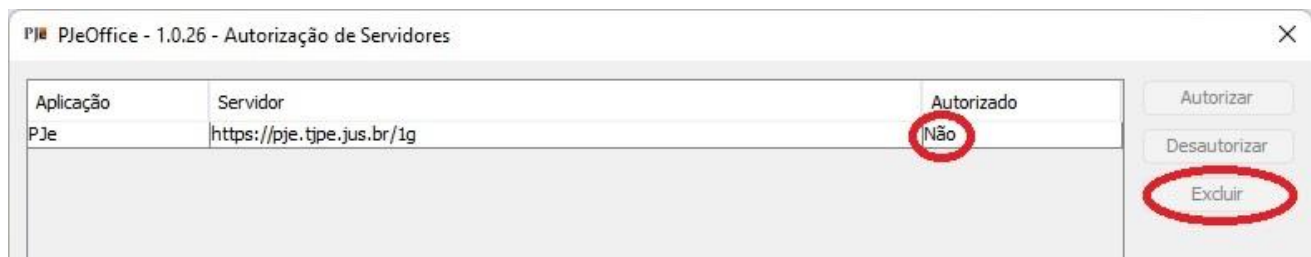 PJe PJeOffice - 1.0.26 - Autorização de Servidores
Aplicação Servidor Autorizado
PJe https://pje.tjpe.jus.br/1g Não
Autorizar
Desautorizar
Excluir